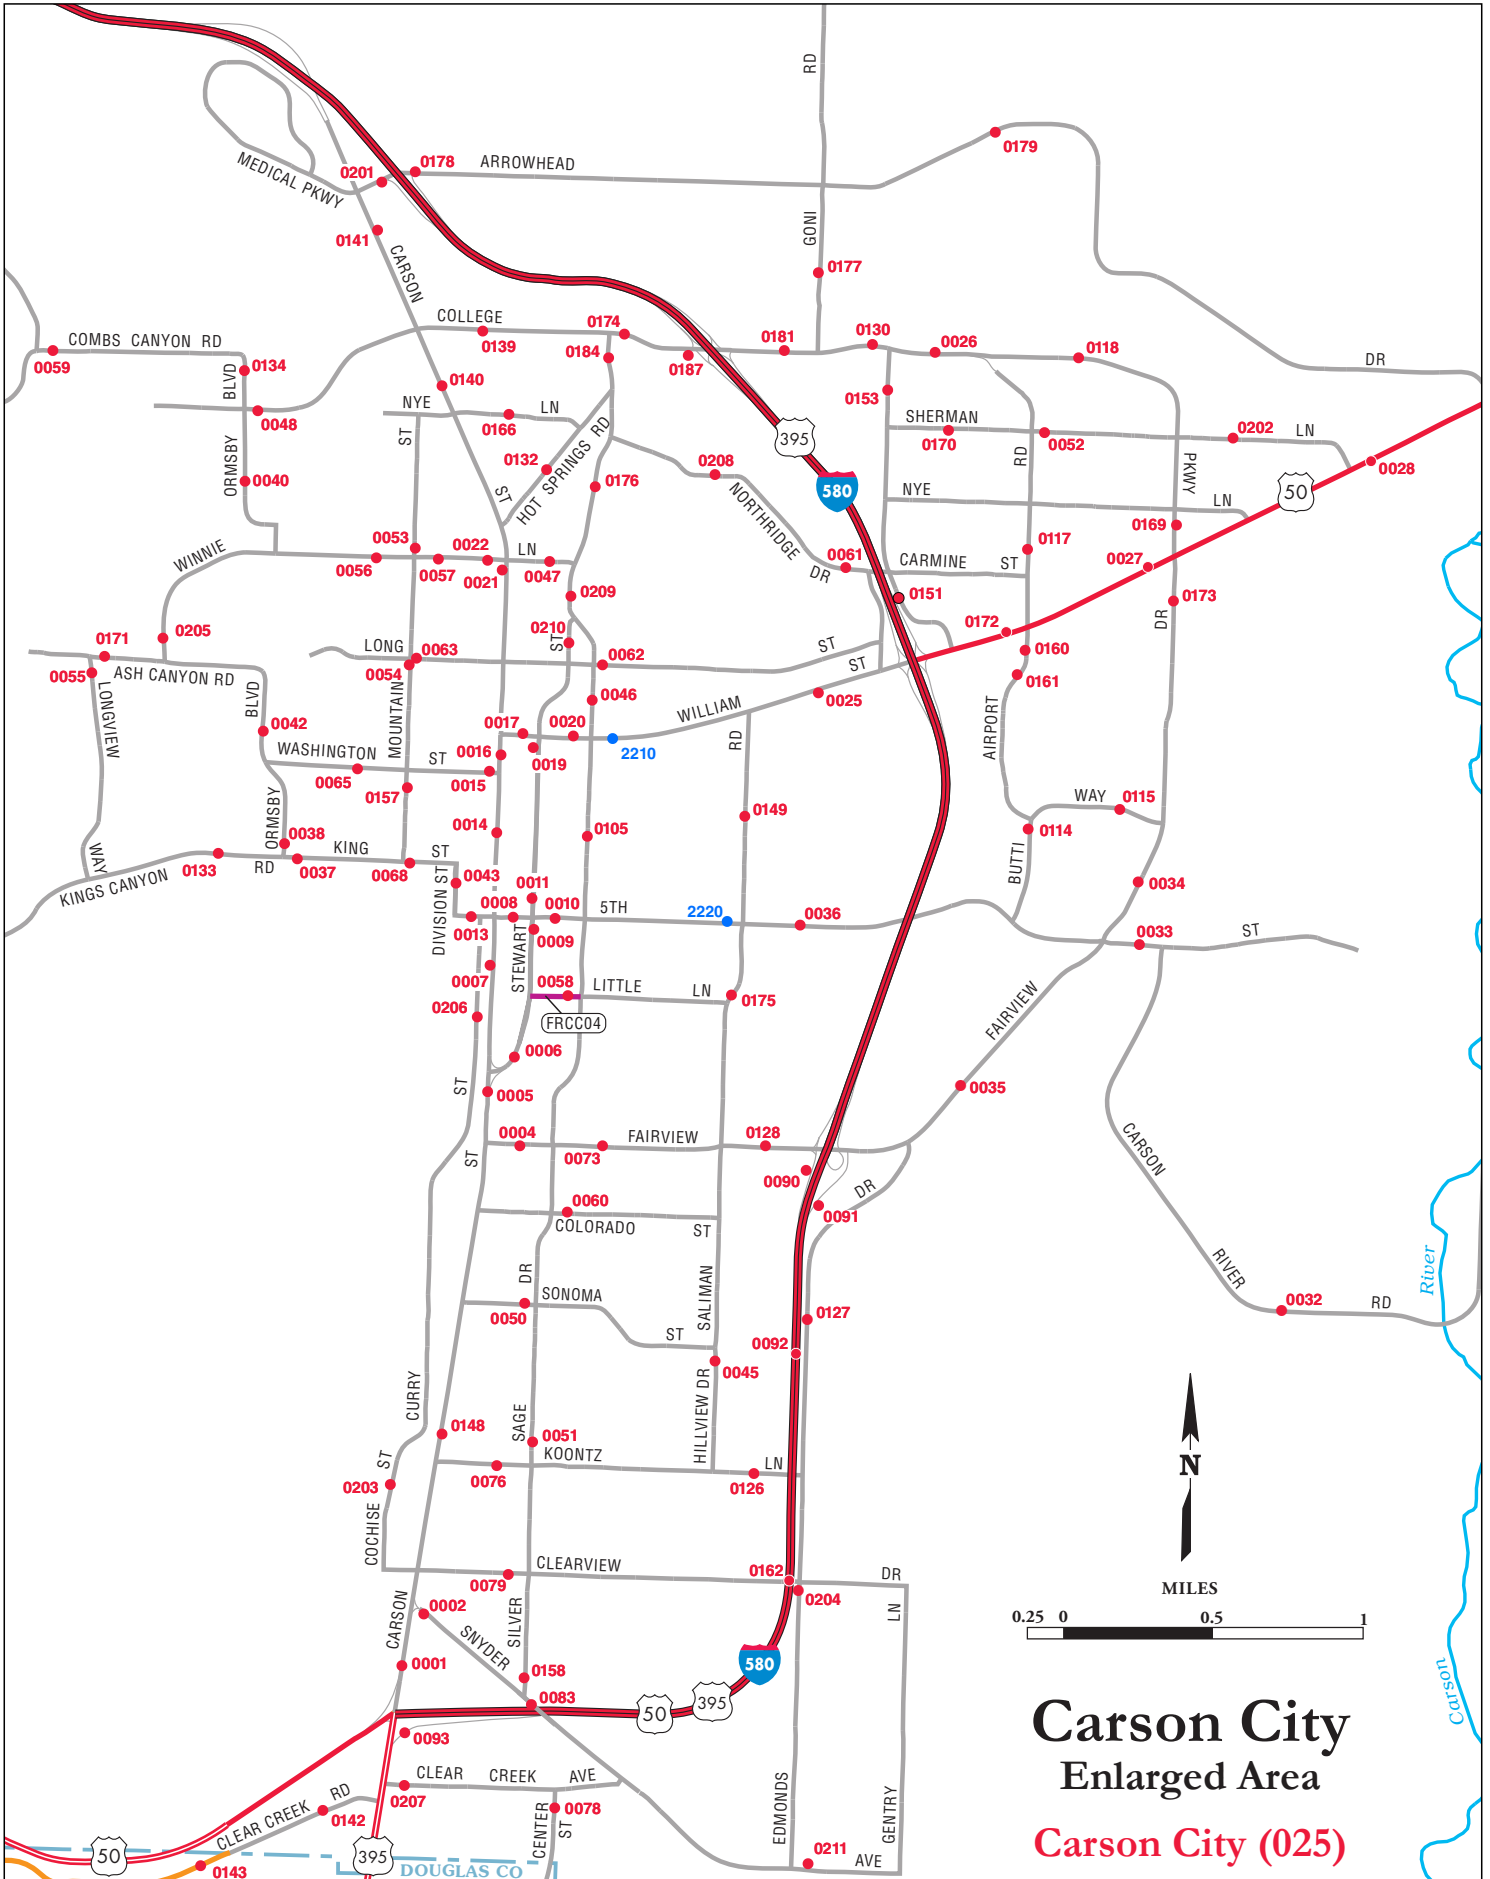 RD
0179
0178
ARROWHEAD
0201
MEDICAL PKWY
GONI
0141
CARSON
0177
COLLEGE
0174
0181
0130
0026
0118
COMBS CANYON RD
0139
0184
0187
DR
0059
BLVD
0134
0140
0153
NYE
LN
SHERMAN
0202
LN
0048
ST
0166
395
0170
RD
0052
0132
HOT SPRINGS RD
0208
0028
ORMSBY
0040
ST
0176
580
PKWY
NORTHRIDGE
NYE
LN
50
0169
WINNIE
0053
0022
LN
0117
0056
0057
0021
0047
0061
CARMINE
ST
0027
DR
0209
0151
0173
DR
0205
0210
ST
0172
0171
LONG
0063
ST
0160
0055
ASH CANYON RD
0054
0062
ST
0161
LONGVIEW
BLVD
MOUNTAIN
0046
0025
0042
0017
0020
WILLIAM
AIRPORT
WASHINGTON
ST
0016
2210
RD
0065
0015
0019
0157
WAY
0115
ORMSBY
0038
0014
0105
0149
0114
KING
ST
WAY
0133
RD
0037
0068
BUTTI
KINGS CANYON
0043
0011
0034
DIVISION ST
0008
0010
5TH
2220
0036
0013
0009
0033
ST
STEWART
0007
0058
LITTLE
LN
0175
0206
FRCC04
FAIRVIEW
0006
ST
0005
0035
0004
FAIRVIEW
0128
CARSON
ST
0073
0090
DR
0060
0091
COLORADO
ST
RIVER
River
DR
SONOMA
SALIMAN
0032
RD
0050
ST
0127
0092
0045
CURRY
HILLVIEW DR
0148
SAGE
0051
ST
KOONTZ
LN
N
0203
0076
0126
COCHISE
CLEARVIEW
0162
DR
MILES
0079
0204
LN
0.25 0 0.5 1
0002
CARSON
SNYDER
SILVER
0001
0158
580
Carson
0083
50
395
Carson City
0093
Enlarged Area
CLEAR CREEK AVE
EDMONDS
GENTRY
RD
0207
0142
CENTER
ST
0078
CLEAR CREEK
Carson City (025)
50
395
0211
AVE
0143
DOUGLAS CO